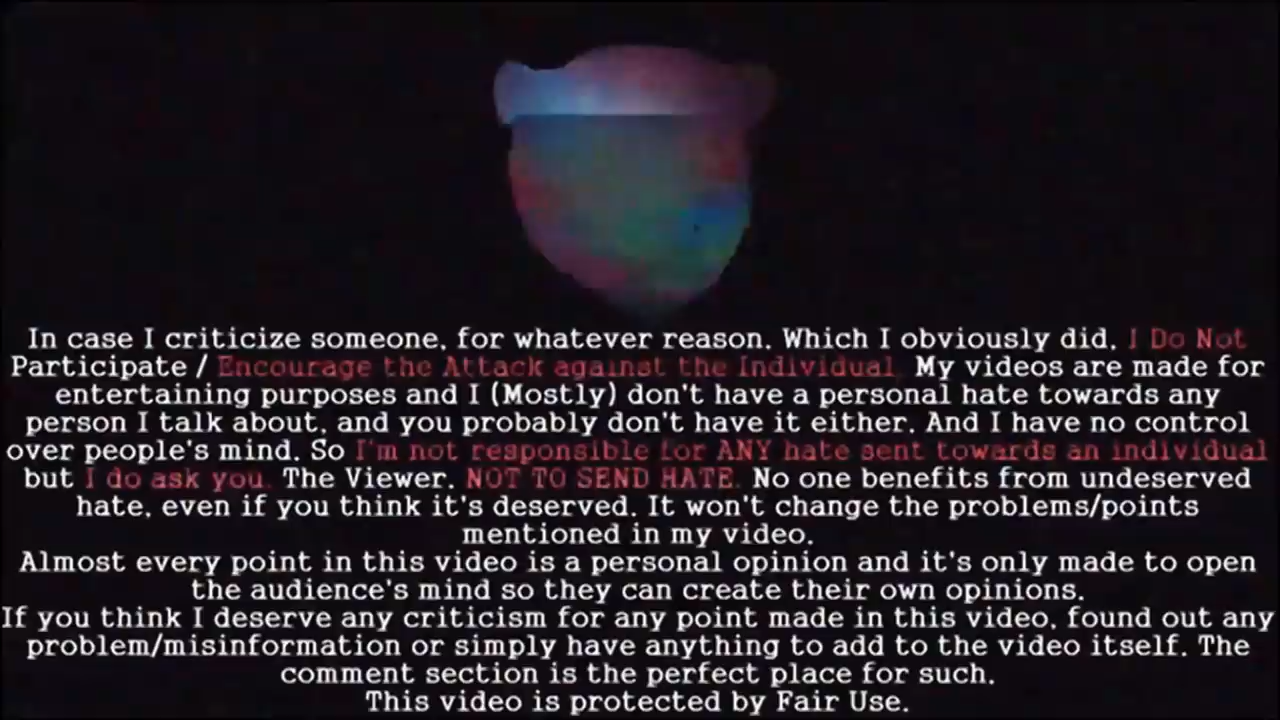 In case I criticize someone, for whatever reason. Which I obviously did, I Do Not
Participate / Encourage the Attack against the Individual. My videos are made for
entertaining purposes and I (Mostly) don't have a personal hate towards any
person I talk about, and you probably don't have it either. And I have no control
over people's mind. So I'm not responsible for ANY hate sent towards an individual
but I do ask you. The Viewer. NOT TO SEND HATE. No one benefits from undeserved
hate, even if you think it's deserved. It won't change the problems/points
mentioned in my video.
Almost every point in this video is a personal opinion and it's only made to open
the audience's mind so they can create their own opinions.
If you think I deserve any criticism for any point made in this video, found out any
problem/misinformation or simply have anything to add to the video itself. The
comment section is the perfect place for such.
This video is protected by Fair Use.